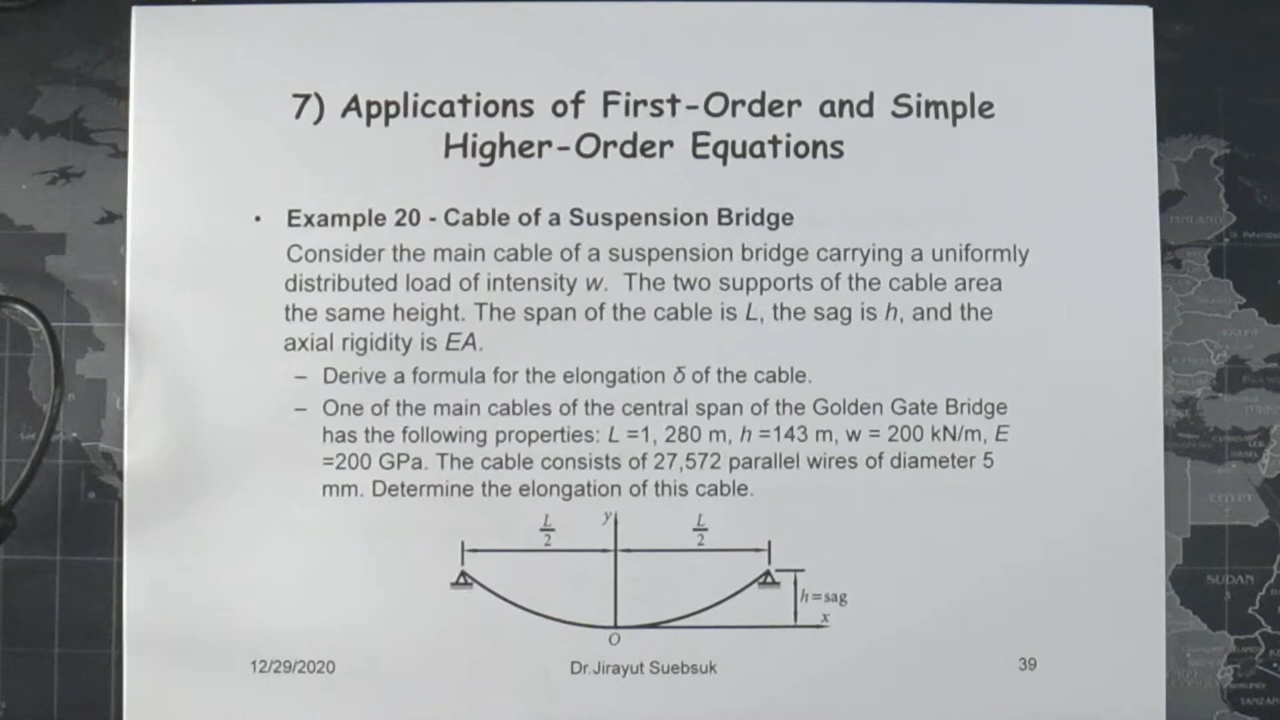 7) Applications of First-Order and Simple
Higher-Order Equations
• Example 20 - Cable of a Suspension Bridge
Consider the main cable of a suspension bridge carrying a uniformly
distributed load of intensity w. The two supports of the cable area
the same height. The span of the cable is L, the sag is h, and the
axial rigidity is EA.
– Derive a formula for the elongation δ of the cable.
– One of the main cables of the central span of the Golden Gate Bridge
has the following properties: L =1, 280 m, h =143 m, w = 200 kN/m, E
=200 GPa. The cable consists of 27,572 parallel wires of diameter 5
mm. Determine the elongation of this cable.
L/2 y L/2
h=sag
x
O
12/29/2020 Dr.Jirayut Suebsuk 39
FINLAND
EGYPT
SUDAN